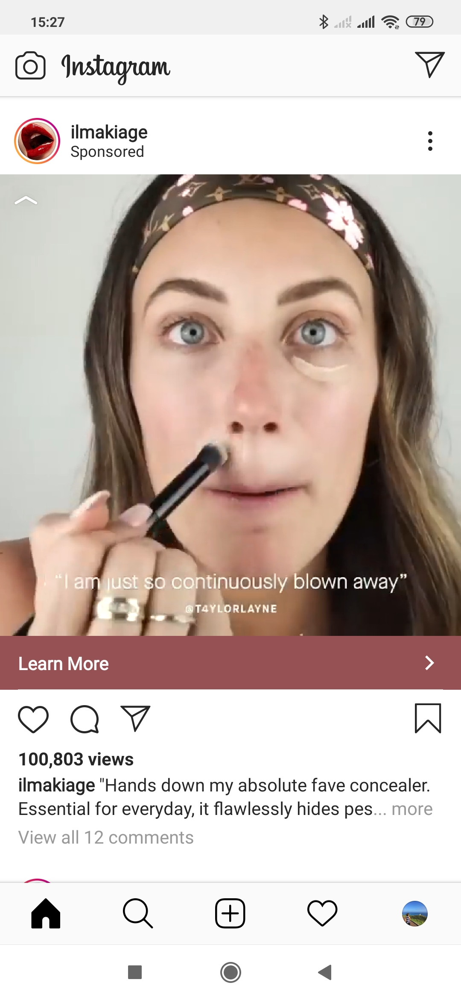 15:27
79
Instagram
ilmakiage
Sponsored
“I am just so continuously blown away”
@T4YLORLAYNE
Learn More
100,803 views
ilmakiage "Hands down my absolute fave concealer.
Essential for everyday, it flawlessly hides pes... more
View all 12 comments